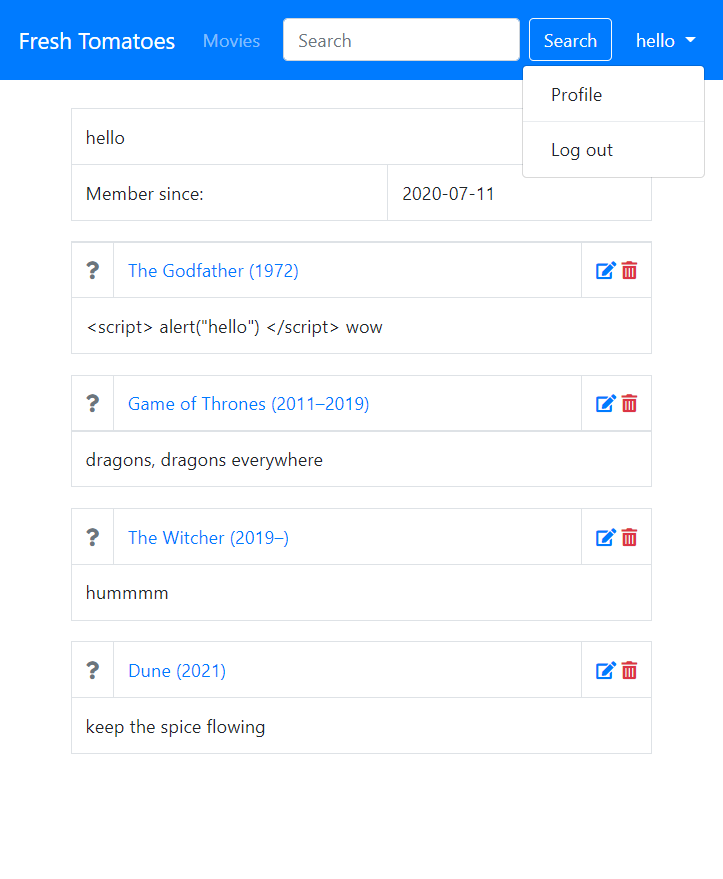 Fresh Tomatoes Movies Search Search hello
Profile
Log out
hello
Member since: 2020-07-11
? The Godfather (1972)
<script> alert("hello") </script> wow
? Game of Thrones (2011–2019)
dragons, dragons everywhere
? The Witcher (2019–)
hummmm
? Dune (2021)
keep the spice flowing